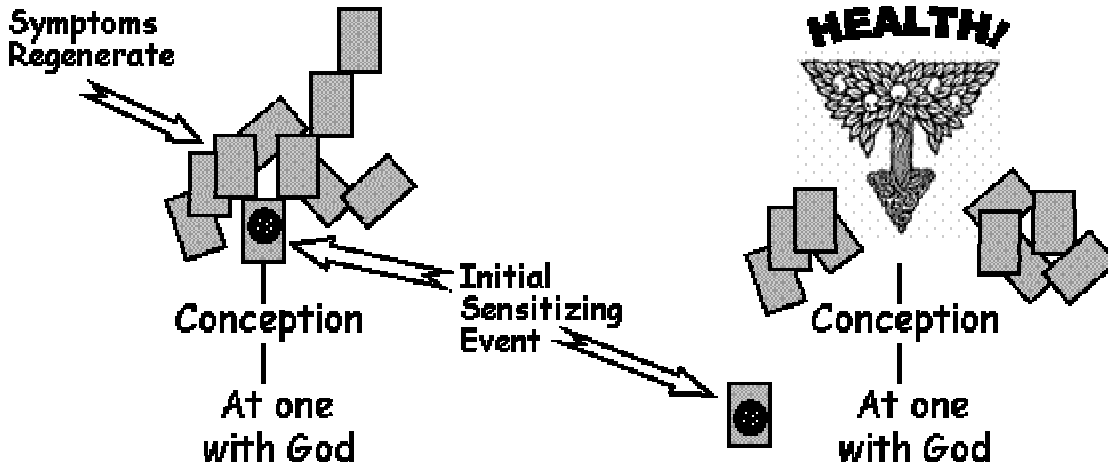 Symptoms
Regenerate
HEALTH!
Initial
Sensitizing
Event
Conception
At one
with God
Conception
At one
with God